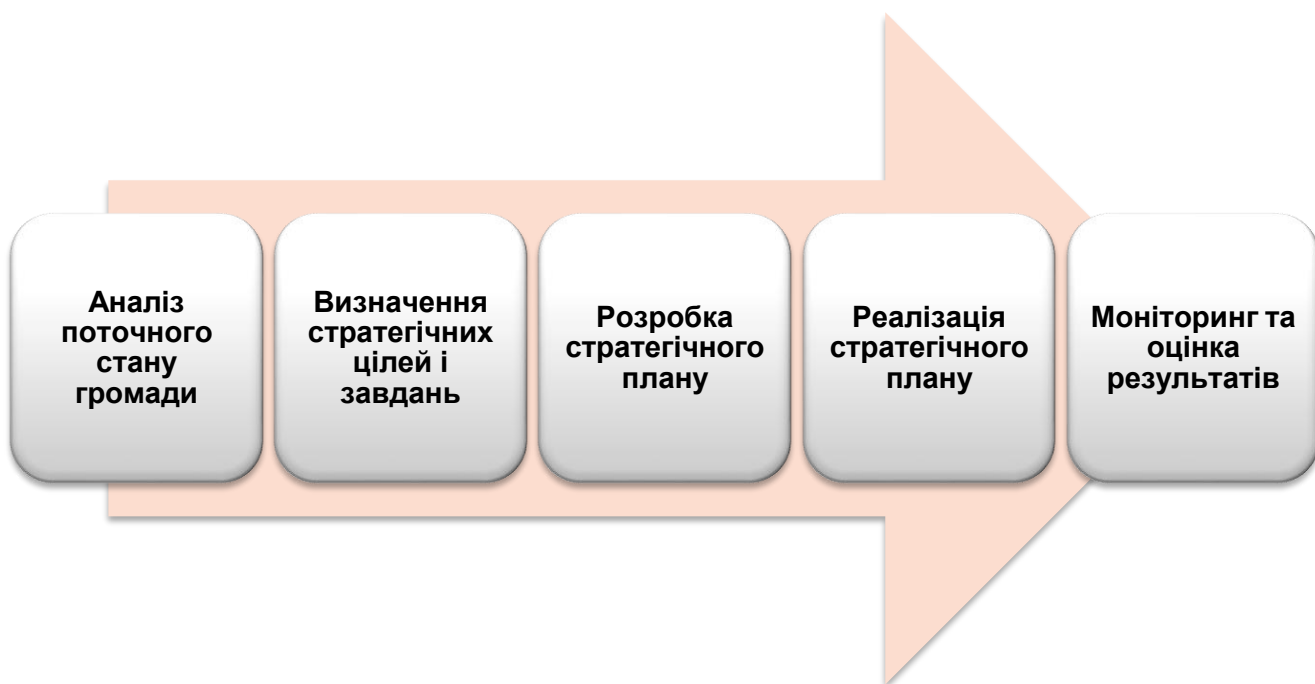 Аналіз
поточного
стану
громади
Визначення
стратегічних
цілей і
завдань
Розробка
стратегічного
плану
Реалізація
стратегічного
плану
Моніторинг та
оцінка
результатів